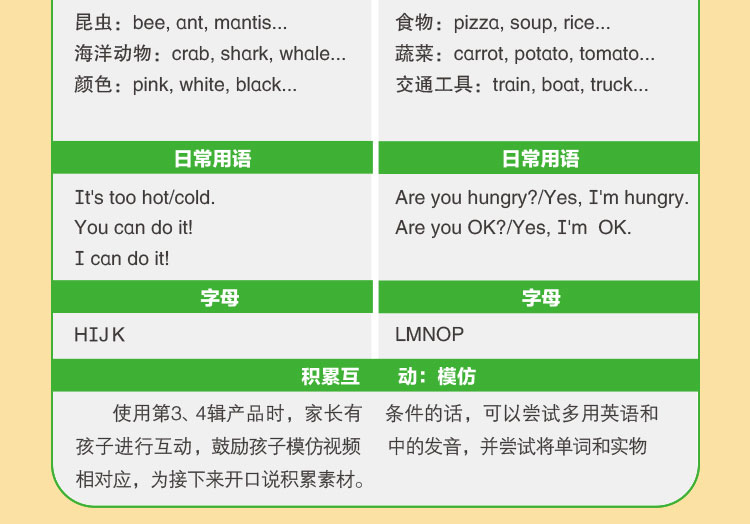 昆虫：bee, ant, mantis...
海洋动物：crab, shark, whale...
颜色：pink, white, black...
食物：pizza, soup, rice...
蔬菜：carrot, potato, tomato...
交通工具：train, boat, truck...
日常用语
It's too hot/cold.
You can do it!
I can do it!
日常用语
Are you hungry?/Yes, I'm hungry.
Are you OK?/Yes, I'm  OK.
字母
HIJK
字母
LMNOP
积累互动：模仿
使用第3、4辑产品时，家长有条件的话，可以尝试多用英语和
孩子进行互动，鼓励孩子模仿视频中的发音，并尝试将单词和实物
相对应，为接下来开口说积累素材。